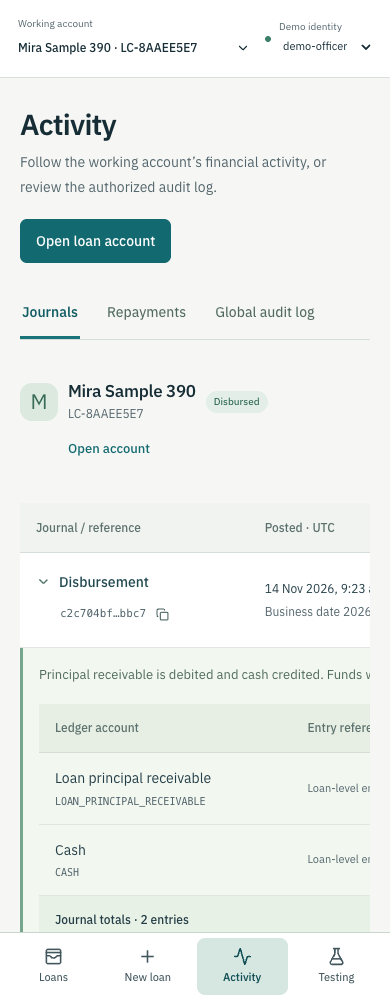 Working account
Mira Sample 390 · LC-8AAEE5E7
Demo identity
demo-officer
Activity
Follow the working account's financial activity, or
review the authorized audit log.
Open loan account
Journals
Repayments
Global audit log
M
Mira Sample 390
LC-8AAEE5E7
Disbursed
Open account
Journal / reference
Posted · UTC
Disbursement
c2c704bf…bbc7
14 Nov 2026, 9:23
Business date 2026
Principal receivable is debited and cash credited. Funds
Ledger account
Entry refere
Loan principal receivable
LOAN_PRINCIPAL_RECEIVABLE
Loan-level
Cash
CASH
Loan-level
Journal totals · 2 entries
Loans
New loan
Activity
Testing